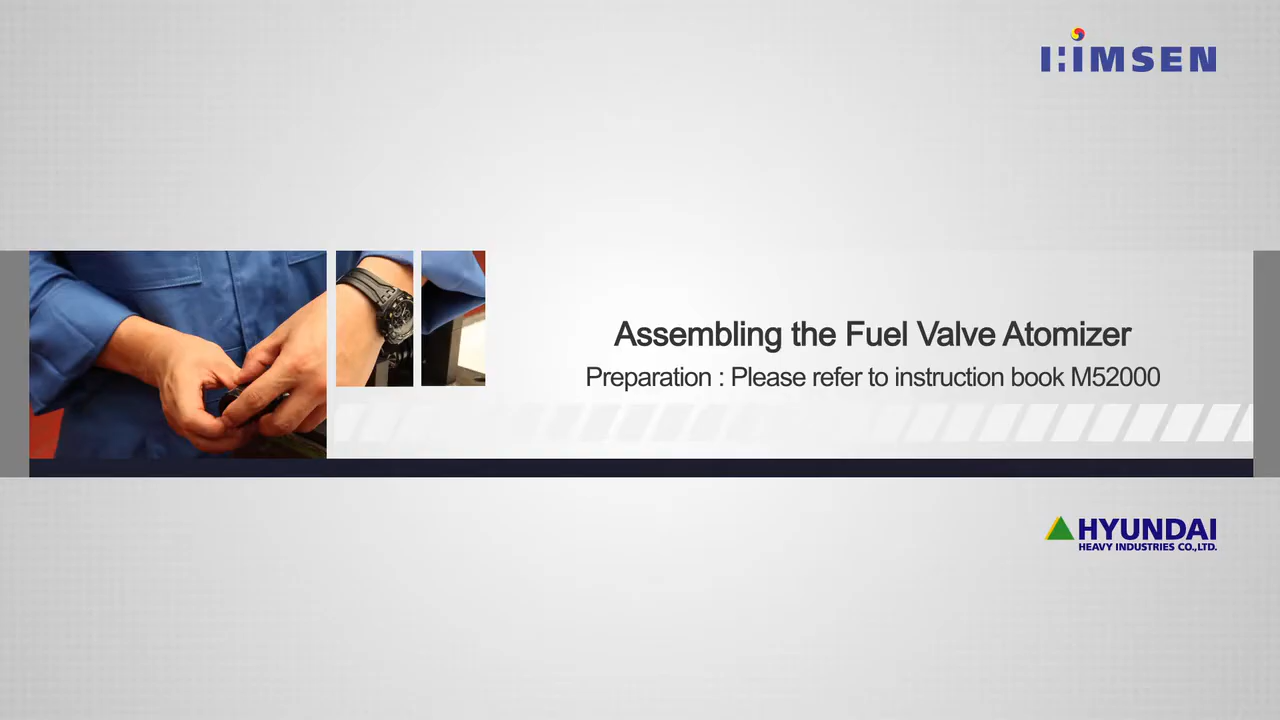 HIMSEN
Assembling the Fuel Valve Atomizer
Preparation : Please refer to instruction book M52000
HYUNDAI
HEAVY INDUSTRIES CO.,LTD.